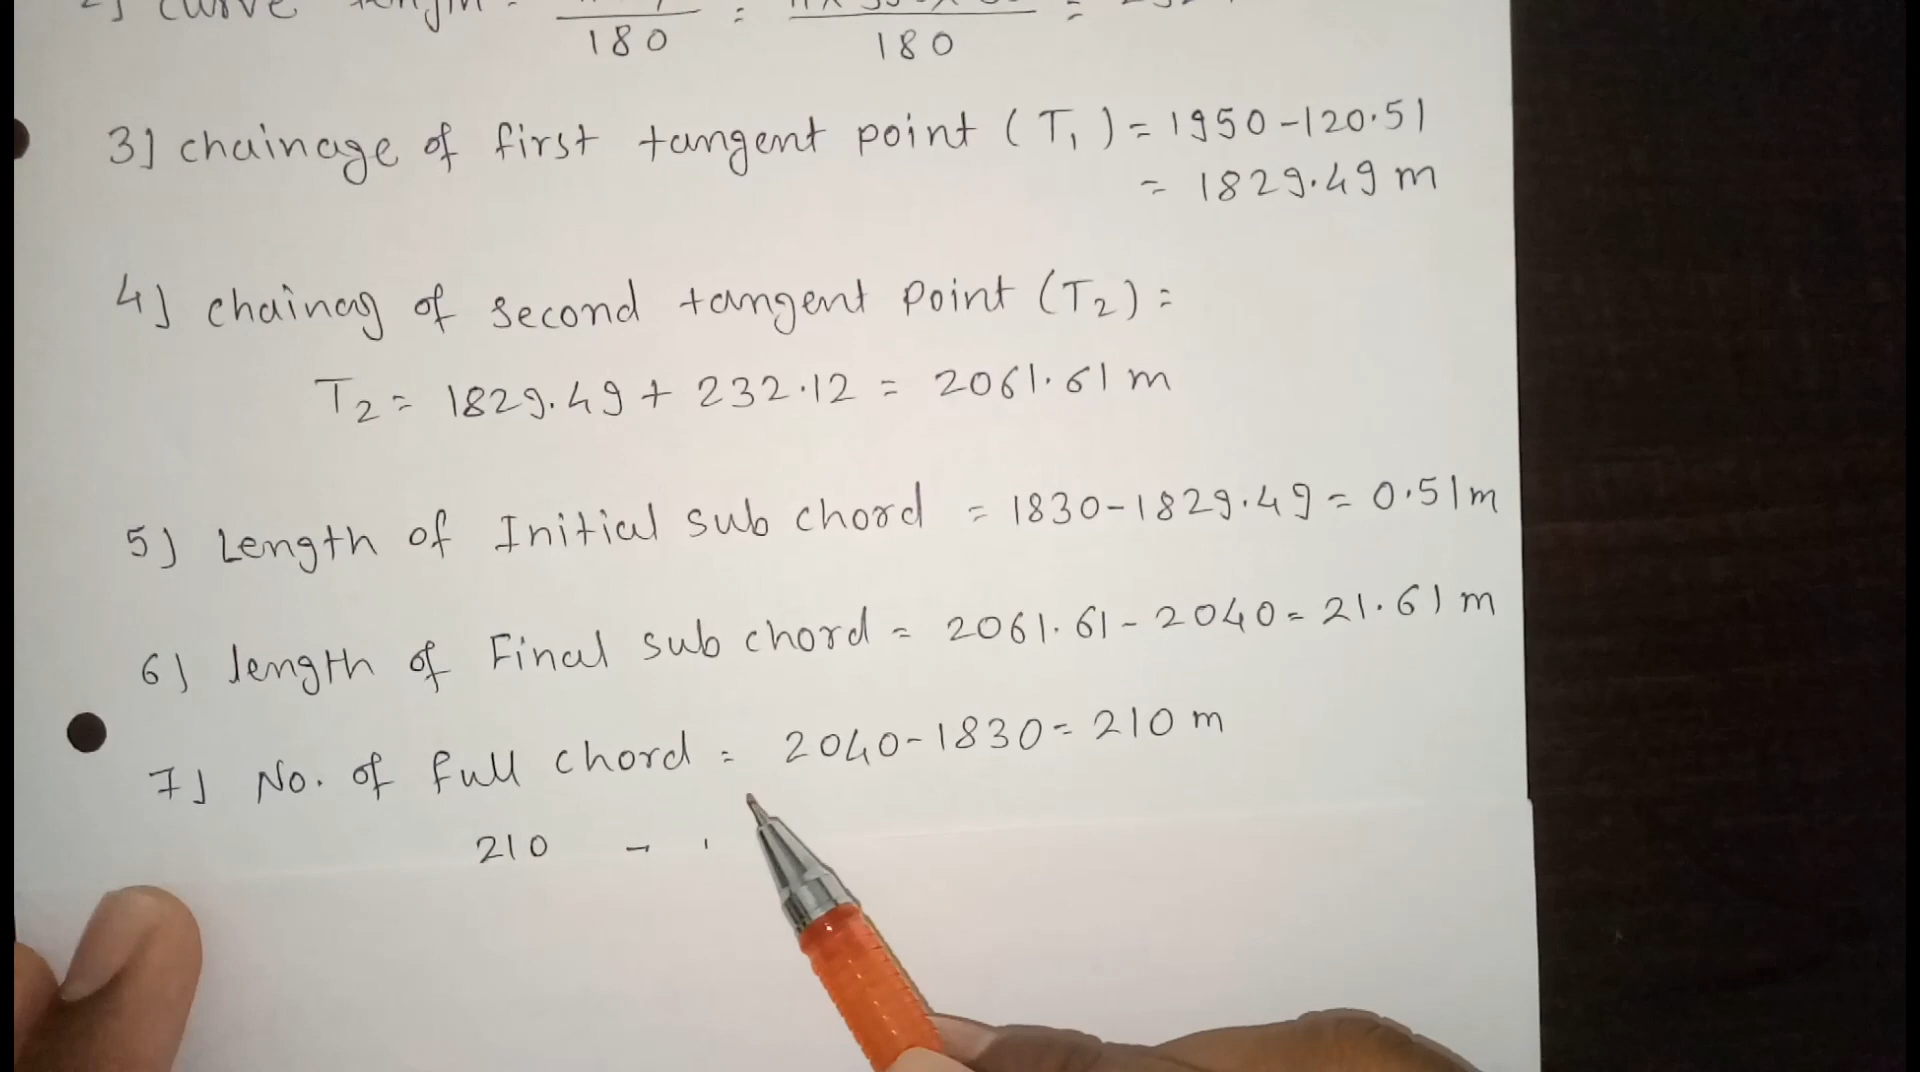 180 = 180 =
3] chainage of first tangent point (T₁) = 1950-120.51
= 1829.49 m
4] chainag of second tangent point (T₂) =
T₂ = 1829.49 + 232.12 = 2061.61 m
5] Length of Initial sub chord = 1830-1829.49 = 0.51m
6] length of Final sub chord = 2061.61 - 2040 = 21.61 m
7] No. of full chord = 2040-1830 = 210 m
210 -